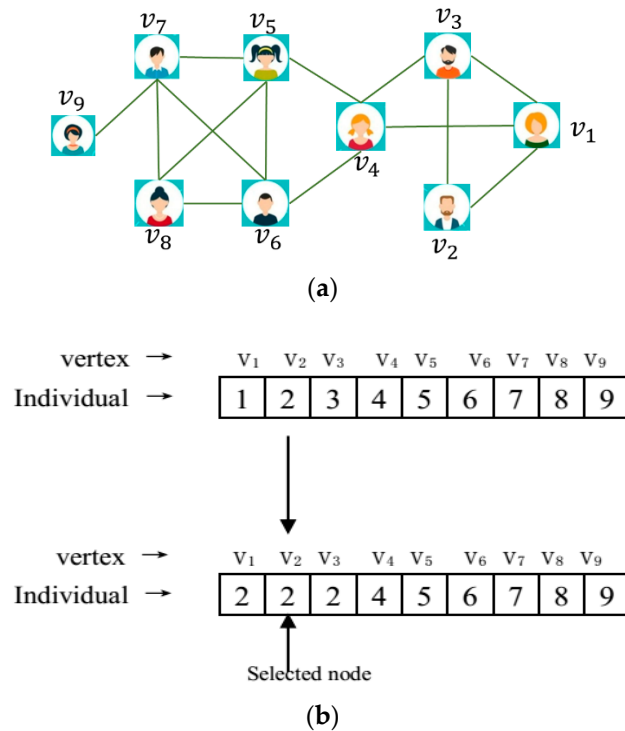 v₇ v₅ v₃
v₉ v₁
v₄
v₈ v₆ v₂
(a)
vertex → V₁ V₂ V₃ V₄ V₅ V₆ V₇ V₈ V₉
Individual → 1 2 3 4 5 6 7 8 9
vertex → V₁ V₂ V₃ V₄ V₅ V₆ V₇ V₈ V₉
Individual → 2 2 2 4 5 6 7 8 9
Selected node
(b)